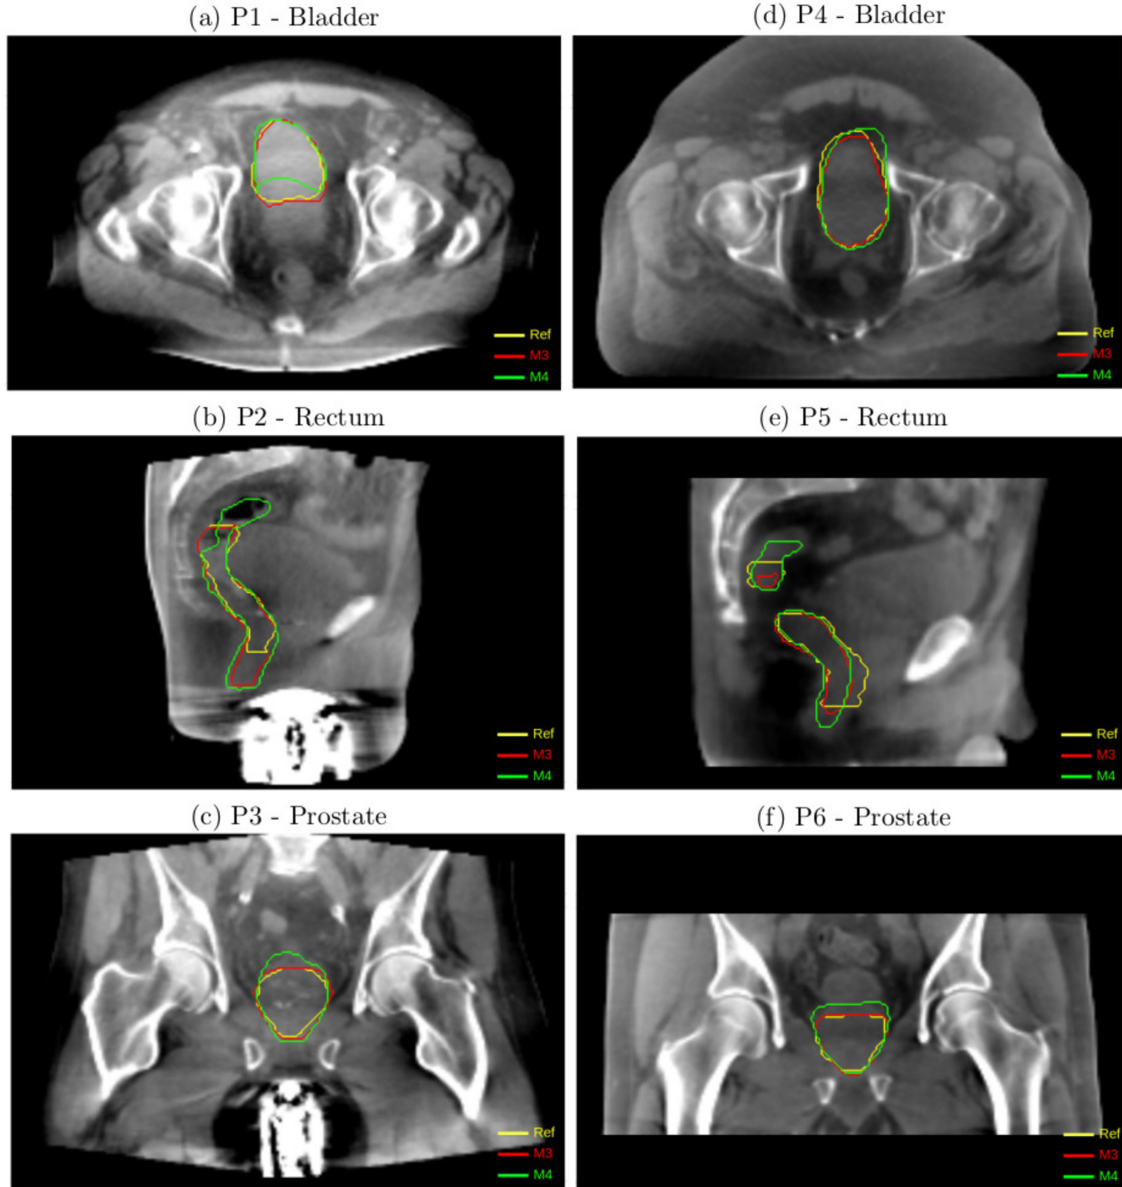 (a) P1 - Bladder
Ref
M3
M4
(d) P4 - Bladder
Ref
M3
M4
(b) P2 - Rectum
Ref
M3
M4
(e) P5 - Rectum
Ref
M3
M4
(c) P3 - Prostate
Ref
M3
M4
(f) P6 - Prostate
Ref
M3
M4